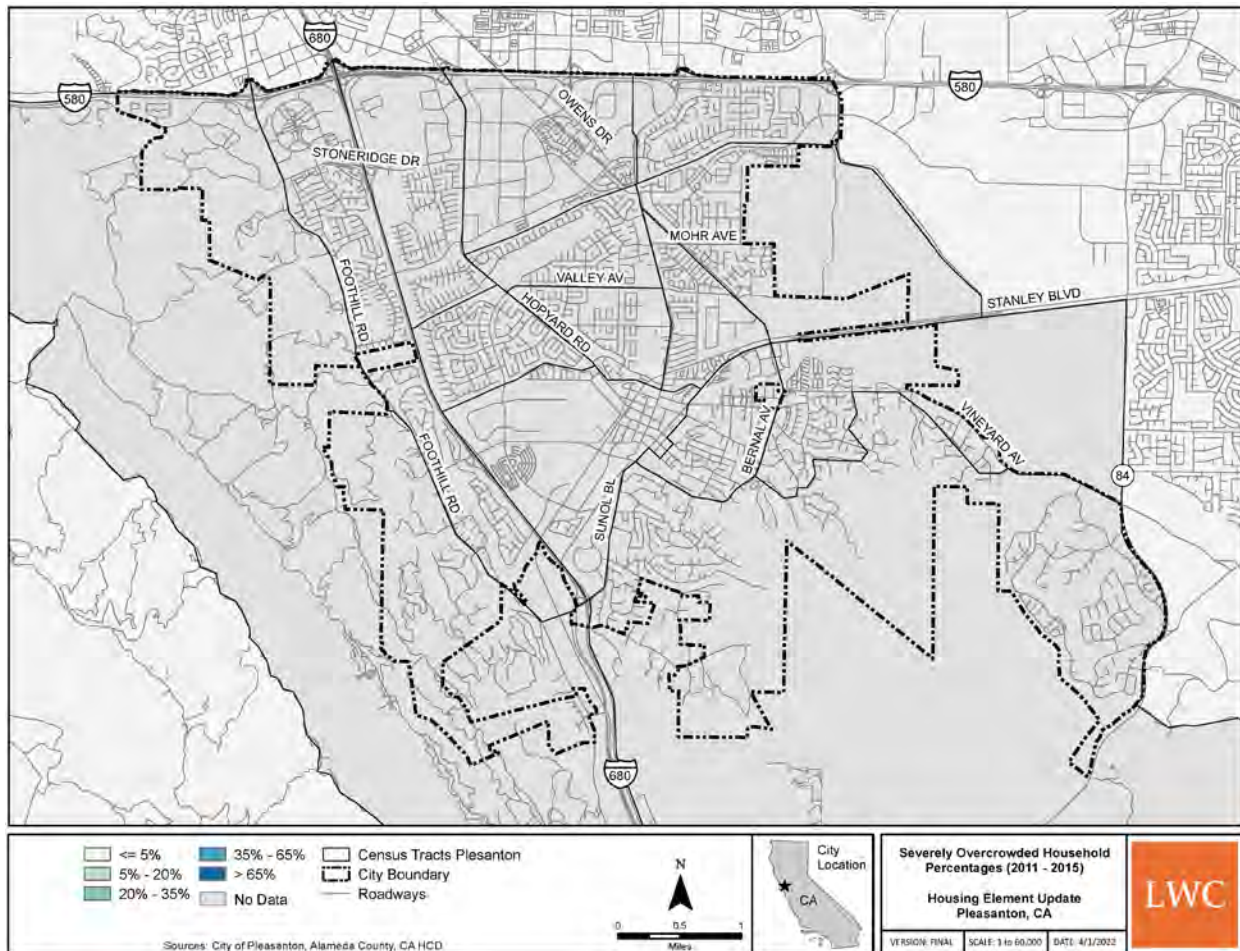 680
580
580
OWENS DR
STONERIDGE DR
MOHR AVE
VALLEY AV
STANLEY BLVD
FOOTHILL RD
HOPYARD RD
BERNAL AV
VINEYARD AV
FOOTHILL RD
84
SUNOL BL
680
<= 5%
5% - 20%
20% - 35%
35% - 65%
> 65%
No Data
Census Tracts Plesanton
City Boundary
Roadways
N
0 0.5 1
Miles
City
Location
CA
Sources: City of Pleasanton, Alameda County, CA HCD
Severely Overcrowded Household
Percentages (2011 - 2015)
Housing Element Update
Pleasanton, CA
VERSION: FINAL
SCALE: 1 to 60,000
DATE: 4/1/2022
LWC